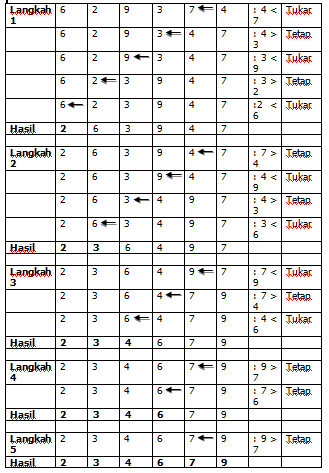 Langkah 1 6 2 9 3 7 4 : 4 < 7 Tukar
6 2 9 3 7 4 : 4 > 3 Tetap
6 2 9 3 4 7 : 3 < 9 Tukar
6 2 3 9 4 7 : 3 > 2 Tetap
6 2 3 9 4 7 :2 < 6 Tukar
Hasil 2 6 3 9 4 7
Langkah 2 2 6 3 9 4 7 : 7 > 4 Tetap
2 6 3 9 4 7 : 4 < 9 Tukar
2 6 3 4 9 7 : 4 > 3 Tetap
2 6 3 4 9 7 : 3 < 6 Tukar
Hasil 2 3 6 4 9 7
Langkah 3 2 3 6 4 9 7 : 7 < 9 Tukar
2 3 6 4 7 9 : 7 > 4 Tetap
2 3 6 4 7 9 : 4 < 6 Tukar
Hasil 2 3 4 6 7 9
Langkah 4 2 3 4 6 7 9 : 9 > 7 Tetap
2 3 4 6 7 9 : 7 > 6 Tetap
Hasil 2 3 4 6 7 9
Langkah 5 2 3 4 6 7 9 : 9 > 7 Tetap
Hasil 2 3 4 6 7 9